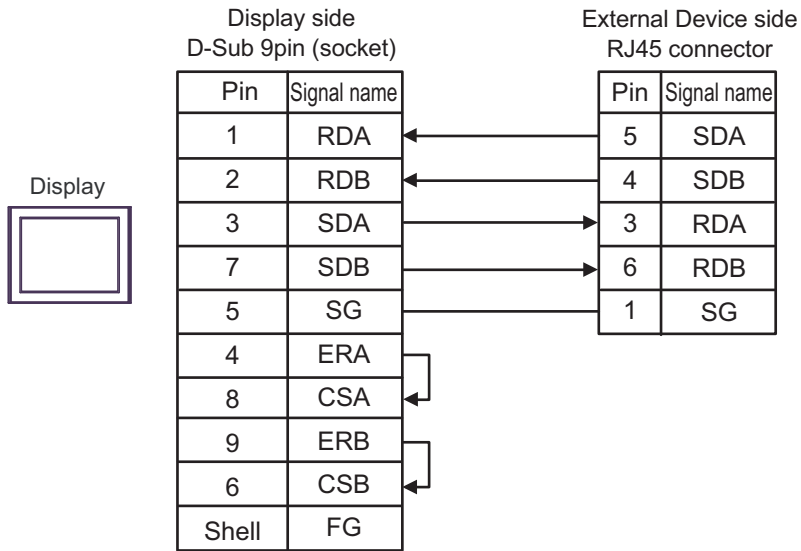 Display side
D-Sub 9pin (socket)
External Device side
RJ45 connector
Pin Signal name
Pin Signal name
1 RDA
5 SDA
2 RDB
4 SDB
3 SDA
3 RDA
7 SDB
6 RDB
5 SG
1 SG
4 ERA
8 CSA
9 ERB
6 CSB
Shell FG
Display